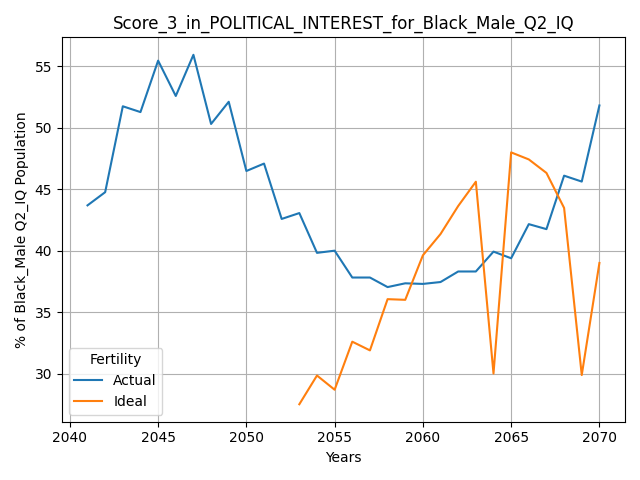 Score_3_in_POLITICAL_INTEREST_for_Black_Male_Q2_IQ
% of Black_Male Q2_IQ Population
55
50
45
40
35
30
Fertility
Actual
Ideal
2040 2045 2050 2055 2060 2065 2070
Years